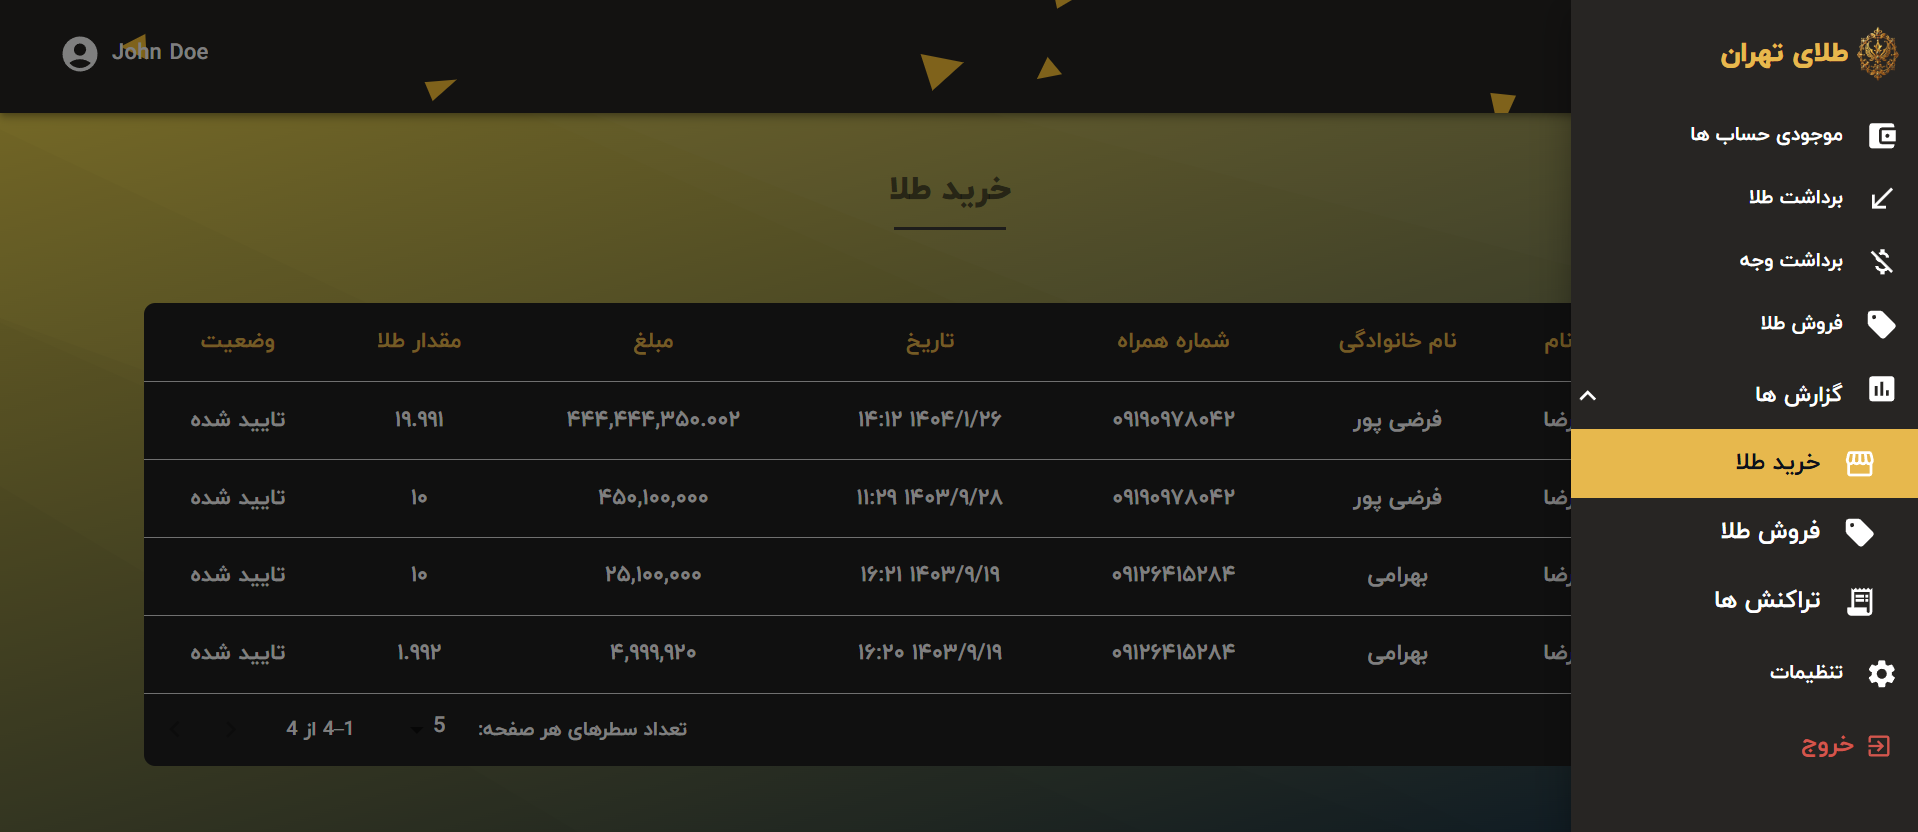 طلای تهران
موجودی حساب ها
برداشت طلا
برداشت وجه
فروش طلا
گزارش ها
خرید طلا
فروش طلا
تراکنش ها
تنظیمات
خروج
John Doe
خرید طلا
نام نام خانوادگی شماره همراه تاریخ مبلغ مقدار طلا وضعیت
رضا فرضی پور ۰۹۱۹۰۹۷۸۰۴۲ ۱۴۰۴/۱/۲۶ ۱۴:۱۲ ۴۴۴,۴۴۴,۳۵۰.۰۰۲ ۱۹.۹۹۱ تایید شده
رضا فرضی پور ۰۹۱۹۰۹۷۸۰۴۲ ۱۴۰۳/۹/۲۸ ۱۱:۲۹ ۴۵۰,۱۰۰,۰۰۰ ۱۰ تایید شده
رضا بهرامی ۰۹۱۲۶۴۱۵۲۸۴ ۱۴۰۳/۹/۱۹ ۱۶:۲۱ ۲۵,۱۰۰,۰۰۰ ۱۰ تایید شده
رضا بهرامی ۰۹۱۲۶۴۱۵۲۸۴ ۱۴۰۳/۹/۱۹ ۱۶:۲۰ ۴,۹۹۹,۹۲۰ ۱.۹۹۲ تایید شده
تعداد سطرهای هر صفحه: 5 1–4 از 4